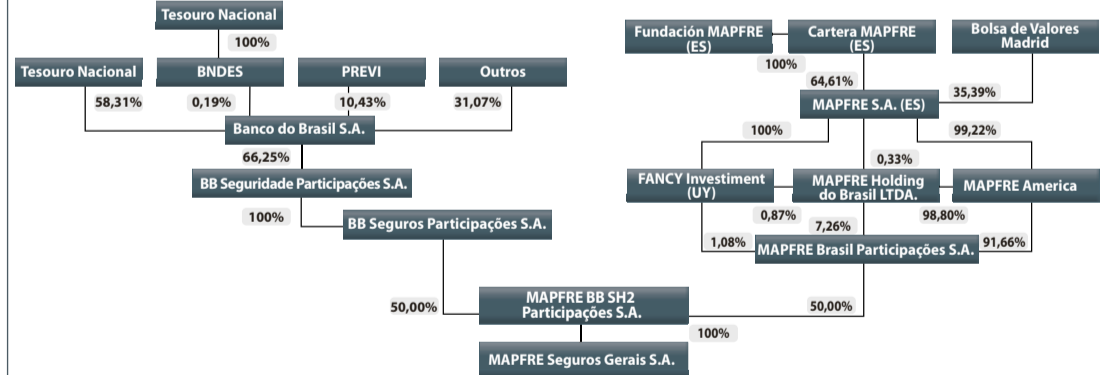 Tesouro Nacional
100%
Tesouro Nacional
BNDES
PREVI
Outros
58,31%
0,19%
10,43%
31,07%
Banco do Brasil S.A.
66,25%
BB Seguridade Participações S.A.
100%
BB Seguros Participações S.A.
Fundación MAPFRE
(ES)
Cartera MAPFRE
(ES)
Bolsa de Valores
Madrid
100%
64,61%
35,39%
MAPFRE S.A. (ES)
100%
99,22%
0,33%
FANCY Investiment
(UY)
MAPFRE Holding
do Brasil LTDA.
MAPFRE America
0,87%
98,80%
7,26%
1,08%
91,66%
MAPFRE Brasil Participações S.A.
50,00%
50,00%
MAPFRE BB SH2
Participações S.A.
100%
MAPFRE Seguros Gerais S.A.